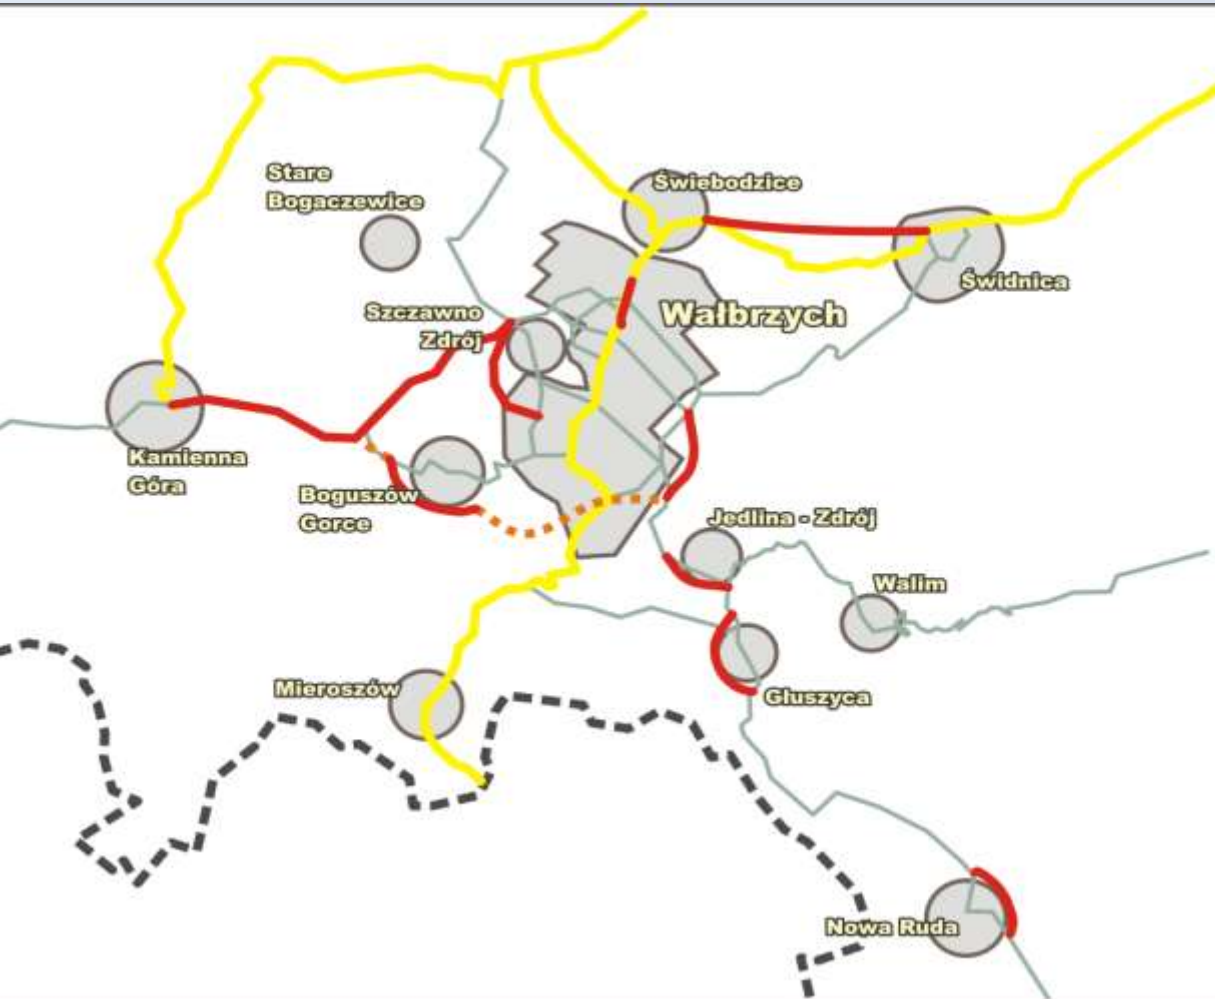 Stare
Bogaczewice
Świebodzice
Świdnica
Szczawno
Zdrój
Wałbrzych
Kamienna
Góra
Boguszów
Gorce
Jedlina - Zdrój
Walim
Mieroszów
Głuszyca
Nowa Ruda